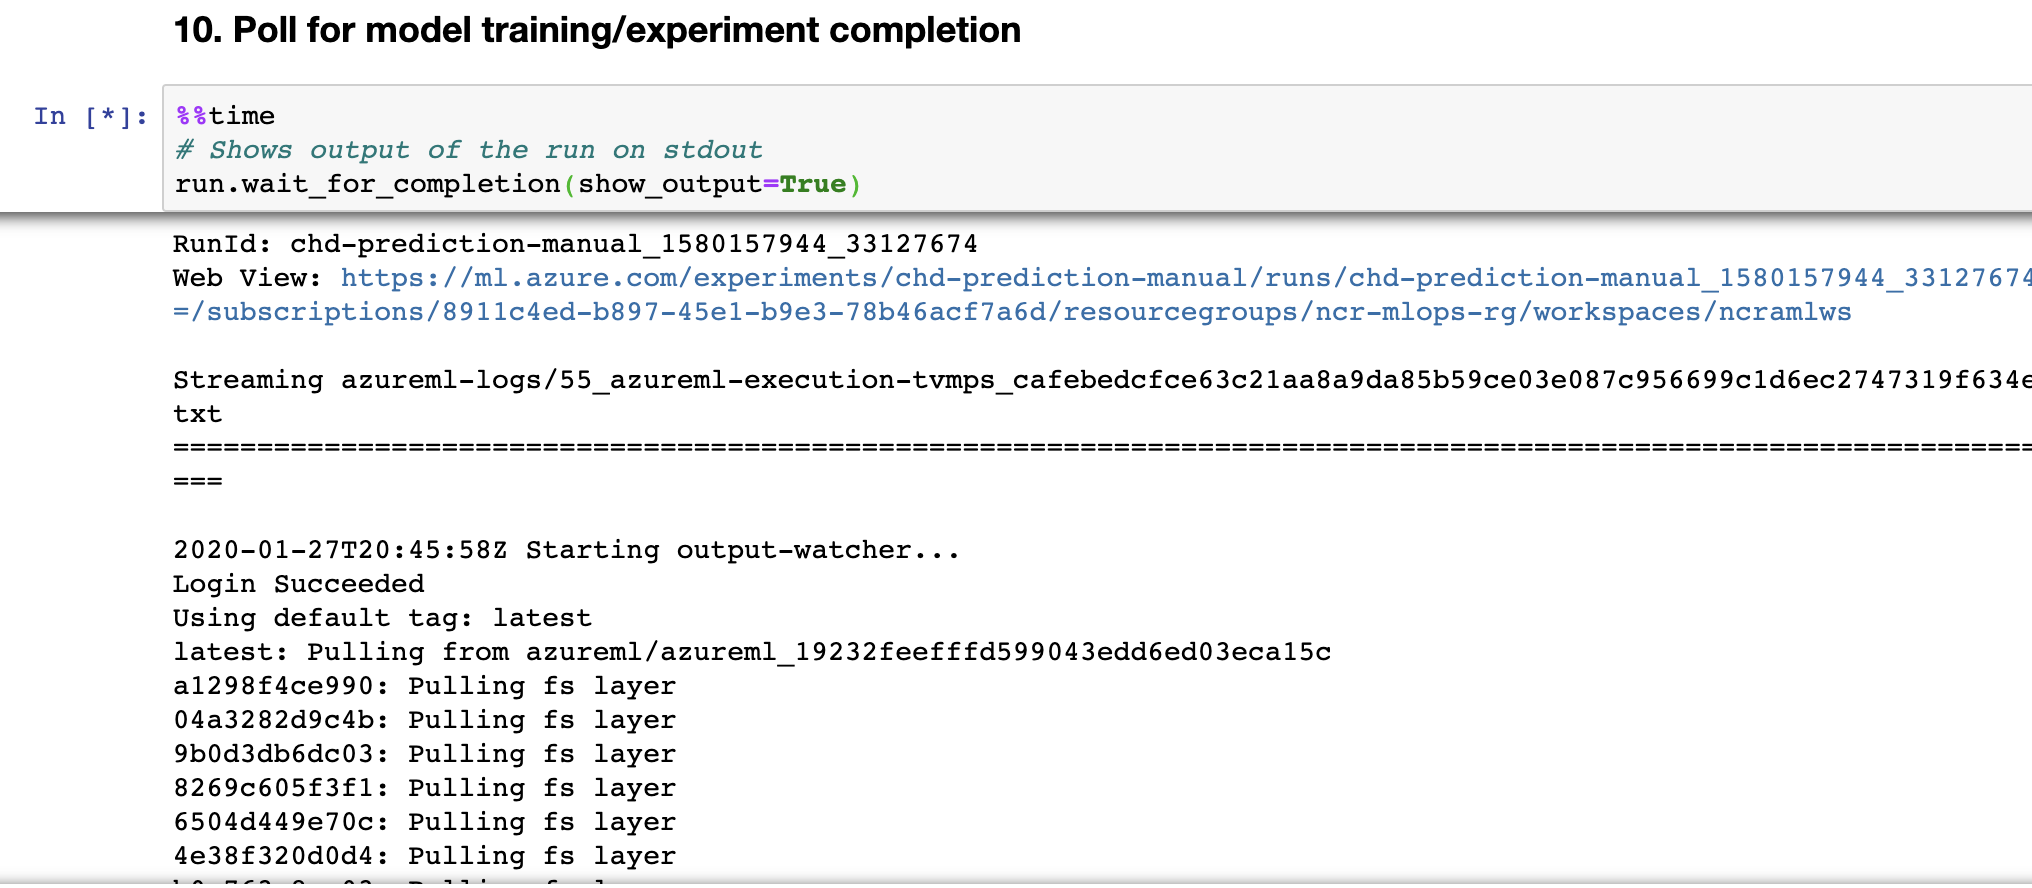 10. Poll for model training/experiment completion
In [*]:
%%time
# Shows output of the run on stdout
run.wait_for_completion(show_output=True)
RunId: chd-prediction-manual_1580157944_33127674
Web View: https://ml.azure.com/experiments/chd-prediction-manual/runs/chd-prediction-manual_1580157944_33127674
=/subscriptions/8911c4ed-b897-45e1-b9e3-78b46acf7a6d/resourcegroups/ncr-mlops-rg/workspaces/ncramlws
Streaming azureml-logs/55_azureml-execution-tvmps_cafebedcfce63c21aa8a9da85b59ce03e087c956699c1d6ec2747319f634e
txt
===============================================================================================================
===
2020-01-27T20:45:58Z Starting output-watcher...
Login Succeeded
Using default tag: latest
latest: Pulling from azureml/azureml_19232feefffd599043edd6ed03eca15c
a1298f4ce990: Pulling fs layer
04a3282d9c4b: Pulling fs layer
9b0d3db6dc03: Pulling fs layer
8269c605f3f1: Pulling fs layer
6504d449e70c: Pulling fs layer
4e38f320d0d4: Pulling fs layer